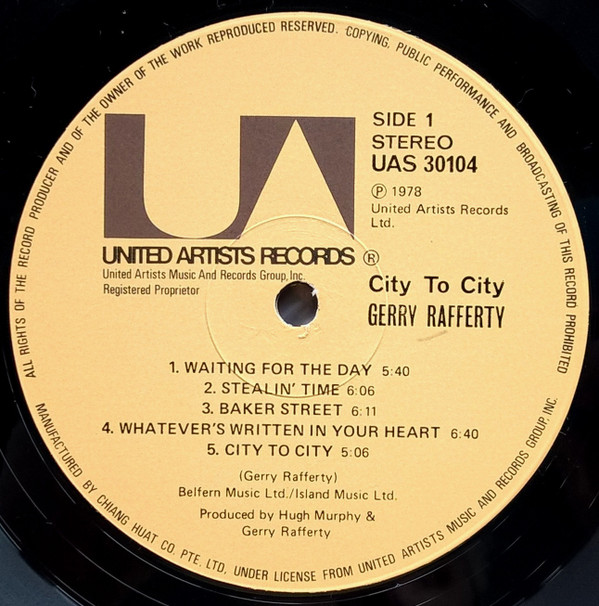 ALL RIGHTS OF THE RECORD PRODUCER AND OF THE OWNER OF THE WORK REPRODUCED RESERVED. COPYING, PUBLIC PERFORMANCE AND BROADCASTING OF THIS RECORD PROHIBITED
UA
SIDE 1
STEREO
UAS 30104
℗ 1978
United Artists Records
Ltd.
UNITED ARTISTS RECORDS ®
United Artists Music And Records Group, Inc.
Registered Proprietor
City To City
GERRY RAFFERTY
1. WAITING FOR THE DAY 5:40
2. STEALIN' TIME 6:06
3. BAKER STREET 6:11
4. WHATEVER'S WRITTEN IN YOUR HEART 6:40
5. CITY TO CITY 5:06
(Gerry Rafferty)
Belfern Music Ltd./Island Music Ltd.
Produced by Hugh Murphy &
Gerry Rafferty
MANUFACTURED BY CHIANG HUAT CO. PTE. LTD, UNDER LICENSE FROM UNITED ARTISTS MUSIC AND RECORDS GROUP, INC.